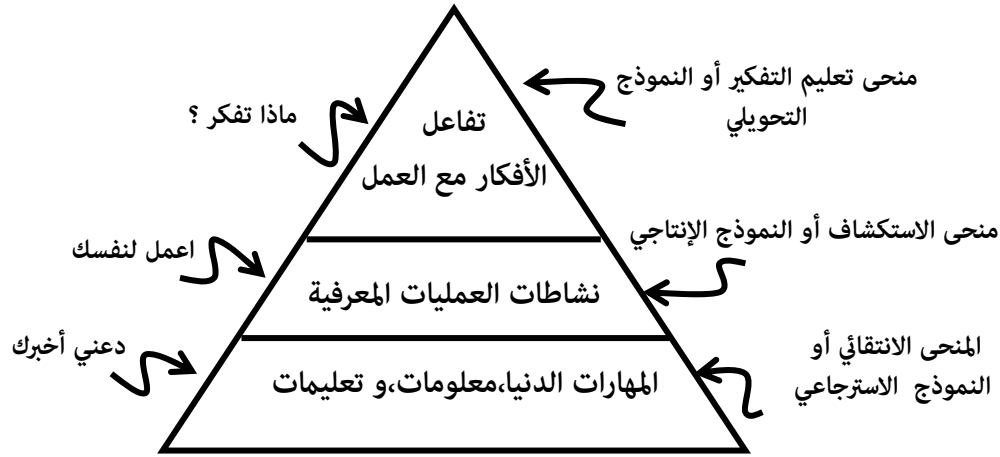 منحى تعليم التفكير أو النموذج
التحويلي
ماذا تفكر ؟
تفاعل
الأفكار مع العمل
منحى الاستكشاف أو النموذج الإنتاجي
اعمل لنفسك
نشاطات العمليات المعرفية
المنحى الانتقائي أو
النموذج الاسترجاعي
دعني أخبرك
المهارات الدنيا،معلومات،و تعليمات